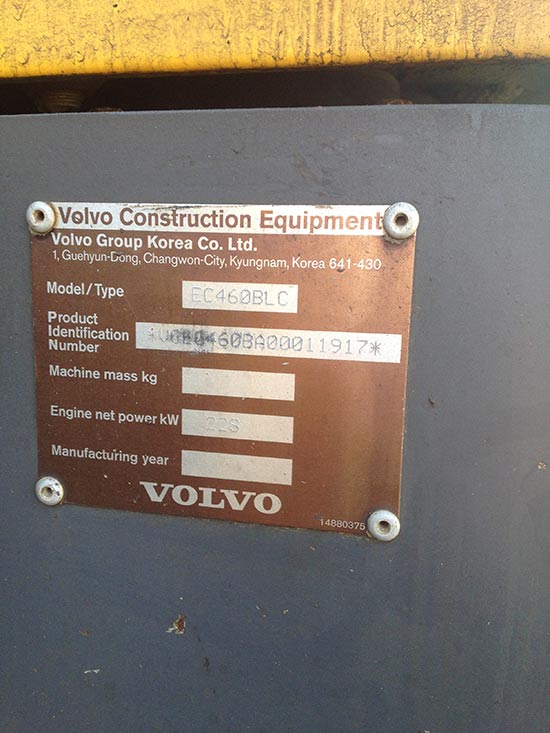 Volvo Construction Equipment
Volvo Group Korea Co. Ltd.
1, Guehyun-Dong, Changwon-City, Kyungnam, Korea 641-430
Model/Type EC460BLC
Product
Identification
Number
Machine mass kg
Engine net power kW
Manufacturing year
VOLVO
14880375